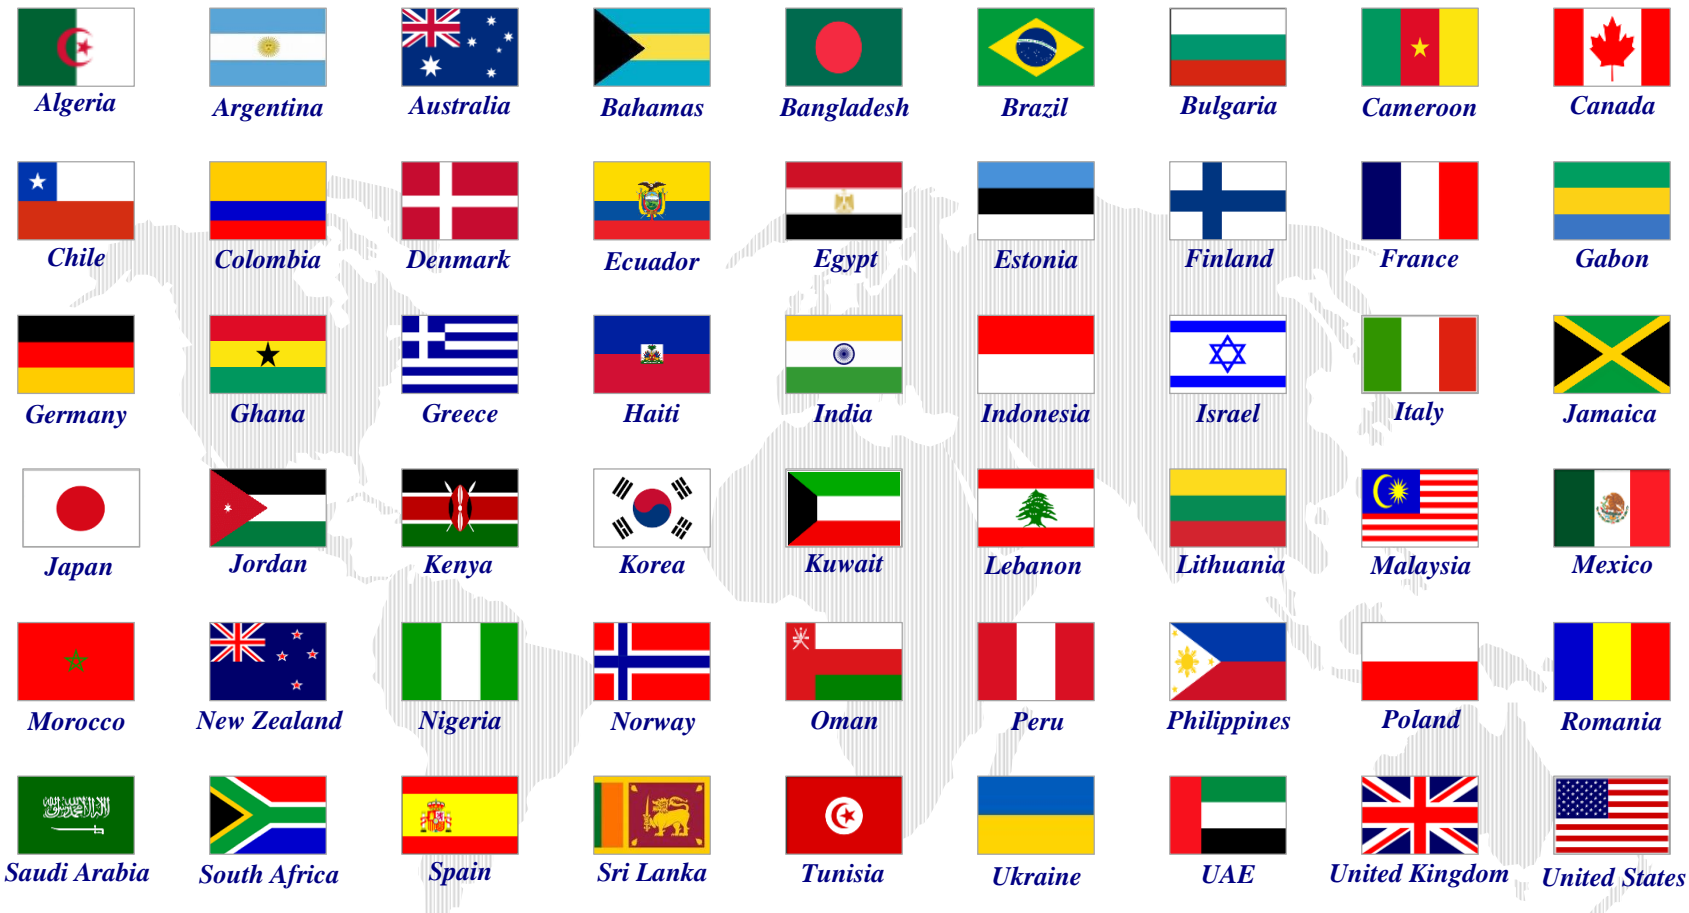 Algeria
Argentina
Australia
Bahamas
Bangladesh
Brazil
Bulgaria
Cameroon
Canada
Chile
Colombia
Denmark
Ecuador
Egypt
Estonia
Finland
France
Gabon
Germany
Ghana
Greece
Haiti
India
Indonesia
Israel
Italy
Jamaica
Japan
Jordan
Kenya
Korea
Kuwait
Lebanon
Lithuania
Malaysia
Mexico
Morocco
New Zealand
Nigeria
Norway
Oman
Peru
Philippines
Poland
Romania
Saudi Arabia
South Africa
Spain
Sri Lanka
Tunisia
Ukraine
UAE
United Kingdom
United States